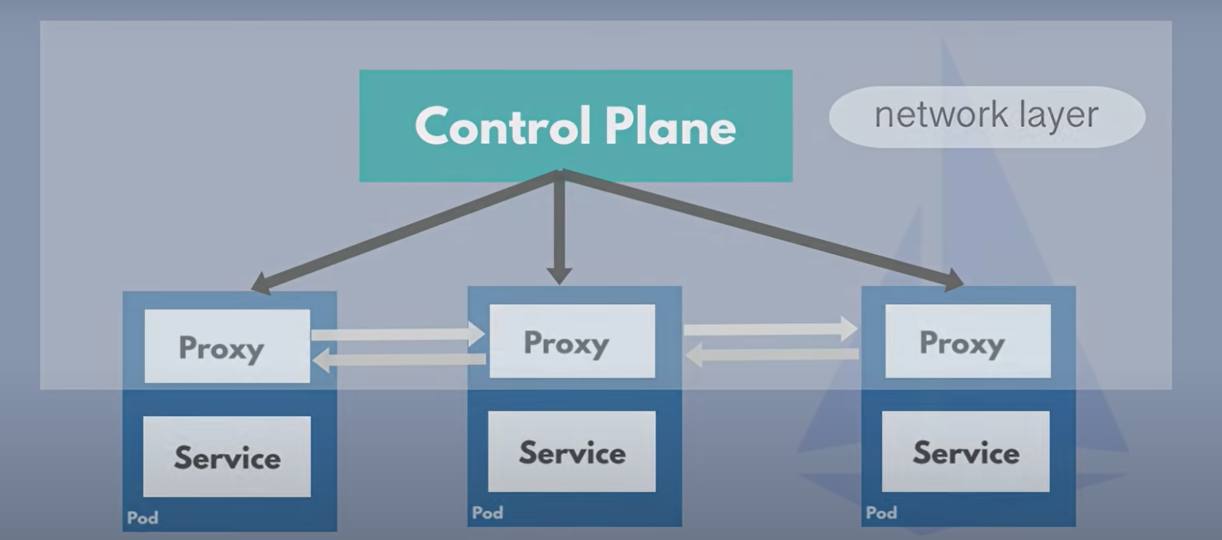 Control Plane
network layer
Proxy
Proxy
Proxy
Service
Service
Service
Pod
Pod
Pod